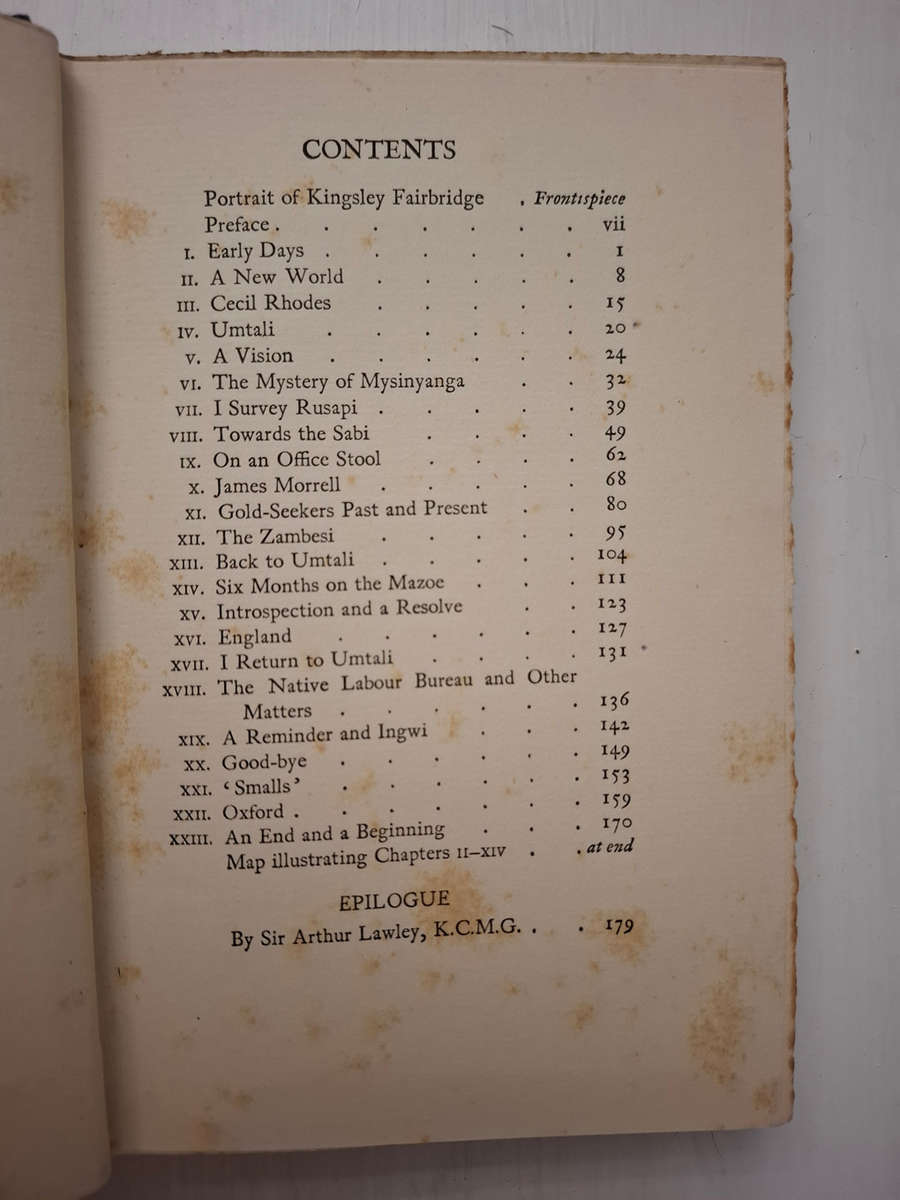 CONTENTS
Portrait of Kingsley Fairbridge . Frontispiece
Preface . . . . . . . vii
I. Early Days . . . . . . 1
II. A New World . . . . . 8
III. Cecil Rhodes . . . . . 15
IV. Umtali . . . . . . 20
V. A Vision . . . . . . 24
VI. The Mystery of Mysinyanga . . 32
VII. I Survey Rusapi . . . . . 39
VIII. Towards the Sabi . . . . 49
IX. On an Office Stool . . . . 62
X. James Morrell . . . . . 68
XI. Gold-Seekers Past and Present . . 80
XII. The Zambesi . . . . . 95
XIII. Back to Umtali . . . . . 104
XIV. Six Months on the Mazoe . . . 111
XV. Introspection and a Resolve . . 123
XVI. England . . . . . . 127
XVII. I Return to Umtali . . . . 131
XVIII. The Native Labour Bureau and Other
Matters . . . . . . 136
XIX. A Reminder and Ingwi . . . 142
XX. Good-bye . . . . . . 149
XXI. ‘Smalls’ . . . . . . 153
XXII. Oxford . . . . . . . 159
XXIII. An End and a Beginning . . . 170
Map illustrating Chapters II–XIV . . at end
EPILOGUE
By Sir Arthur Lawley, K.C.M.G. . . 179